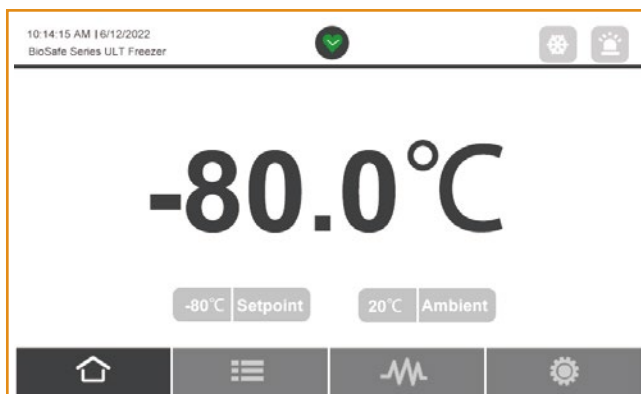 10:14:15 AM | 6/12/2022
BioSafe Series ULT Freezer
-80.0℃
-80℃ Setpoint 20℃ Ambient